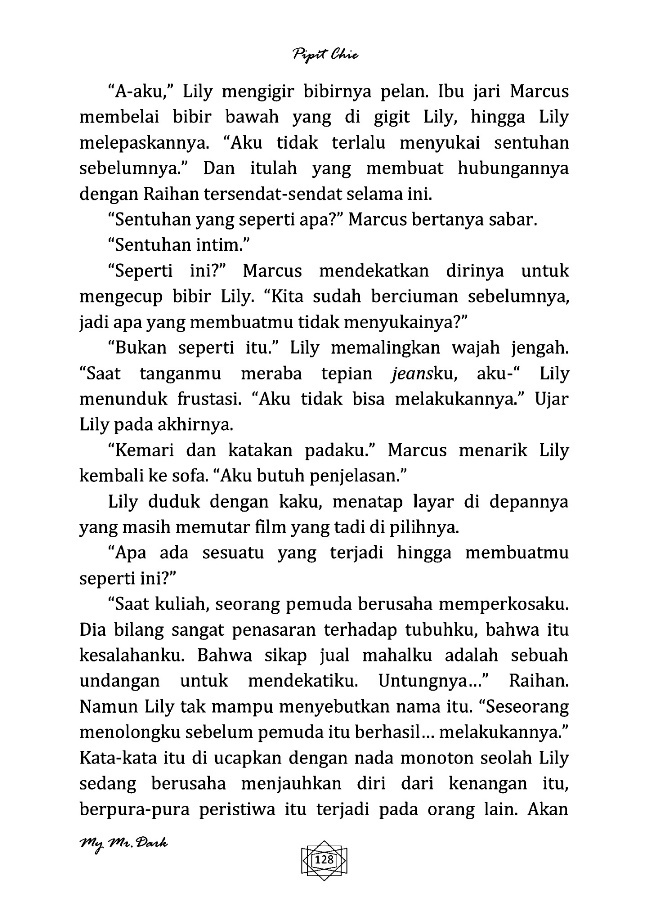 Pipit Chie
“A-aku,” Lily mengigir bibirnya pelan. Ibu jari Marcus
membelai bibir bawah yang di gigit Lily, hingga Lily
melepaskannya. “Aku tidak terlalu menyukai sentuhan
sebelumnya.” Dan itulah yang membuat hubungannya
dengan Raihan tersendat-sendat selama ini.
“Sentuhan yang seperti apa?” Marcus bertanya sabar.
“Sentuhan intim.”
“Seperti ini?” Marcus mendekatkan dirinya untuk
mengecup bibir Lily. “Kita sudah berciuman sebelumnya,
jadi apa yang membuatmu tidak menyukainya?”
“Bukan seperti itu.” Lily memalingkan wajah jengah.
“Saat tanganmu meraba tepian jeansku, aku-“ Lily
menunduk frustasi. “Aku tidak bisa melakukannya.” Ujar
Lily pada akhirnya.
“Kemari dan katakan padaku.” Marcus menarik Lily
kembali ke sofa. “Aku butuh penjelasan.”
Lily duduk dengan kaku, menatap layar di depannya
yang masih memutar film yang tadi di pilihnya.
“Apa ada sesuatu yang terjadi hingga membuatmu
seperti ini?”
“Saat kuliah, seorang pemuda berusaha memperkosaku.
Dia bilang sangat penasaran terhadap tubuhku, bahwa itu
kesalahanku. Bahwa sikap jual mahalku adalah sebuah
undangan untuk mendekatiku. Untungnya...” Raihan.
Namun Lily tak mampu menyebutkan nama itu. “Seseorang
menolongku sebelum pemuda itu berhasil... melakukannya.”
Kata-kata itu di ucapkan dengan nada monoton seolah Lily
sedang berusaha menjauhkan diri dari kenangan itu,
berpura-pura peristiwa itu terjadi pada orang lain. Akan
My Mr. Dark
128